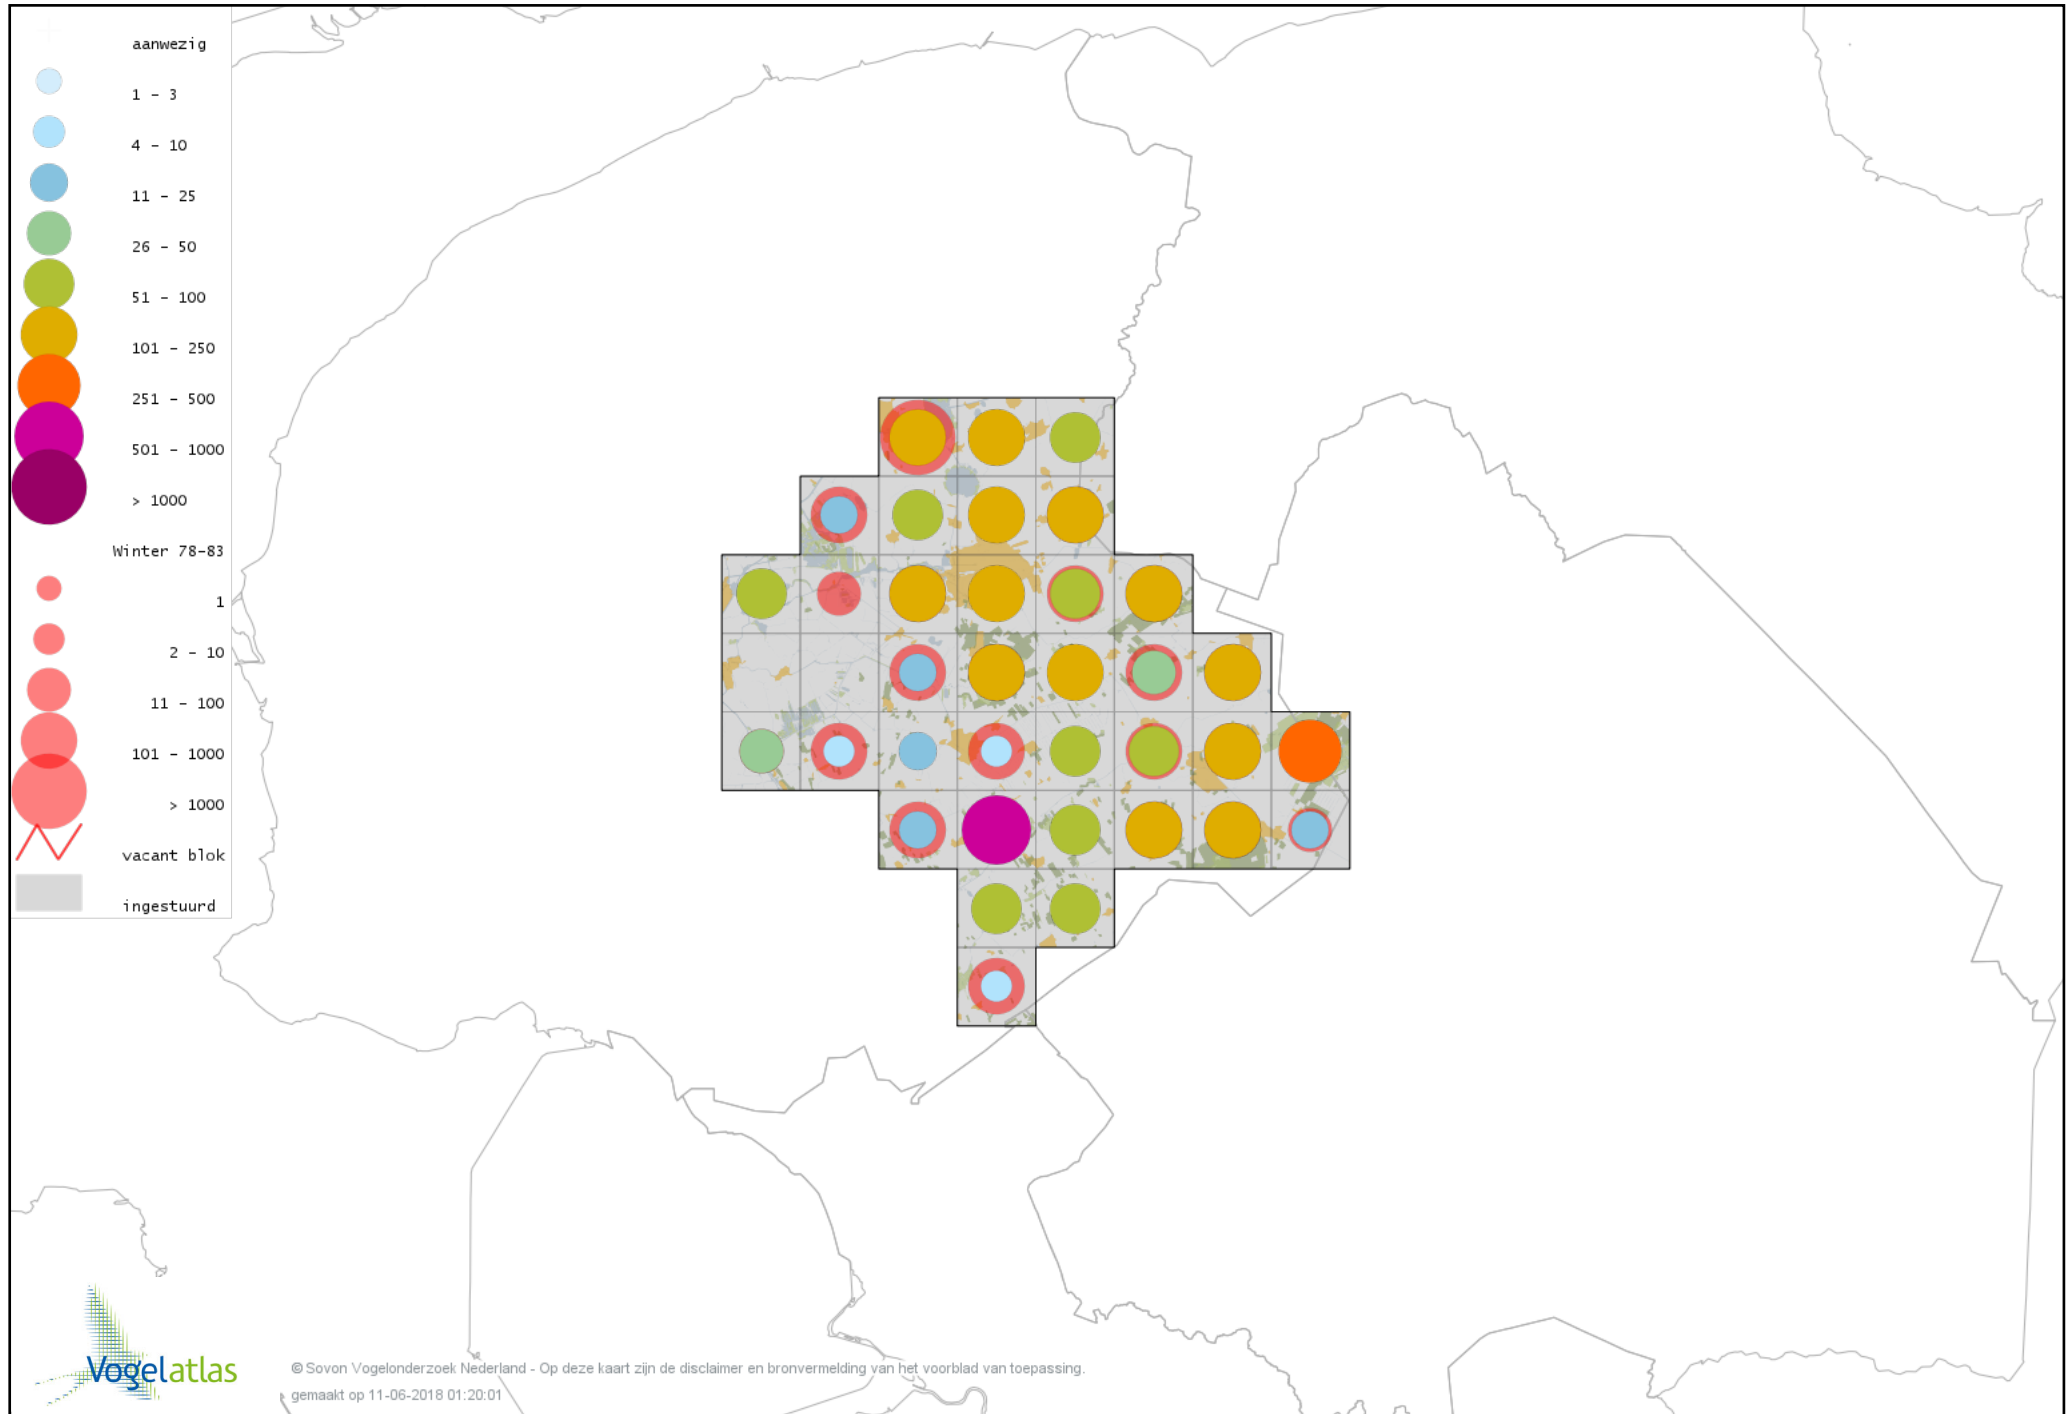 aanwezig
1 - 3
4 - 10
11 - 25
26 - 50
51 - 100
101 - 250
251 - 500
501 - 1000
> 1000
Winter 78-83
1
2 - 10
11 - 100
101 - 1000
> 1000
vacant blok
ingestuurd
Vogelatlas
© Sovon Vogelonderzoek Nederland - Op deze kaart zijn de disclaimer en bronvermelding van het voorblad van toepassing.
gemaakt op 11-06-2018 01:20:01